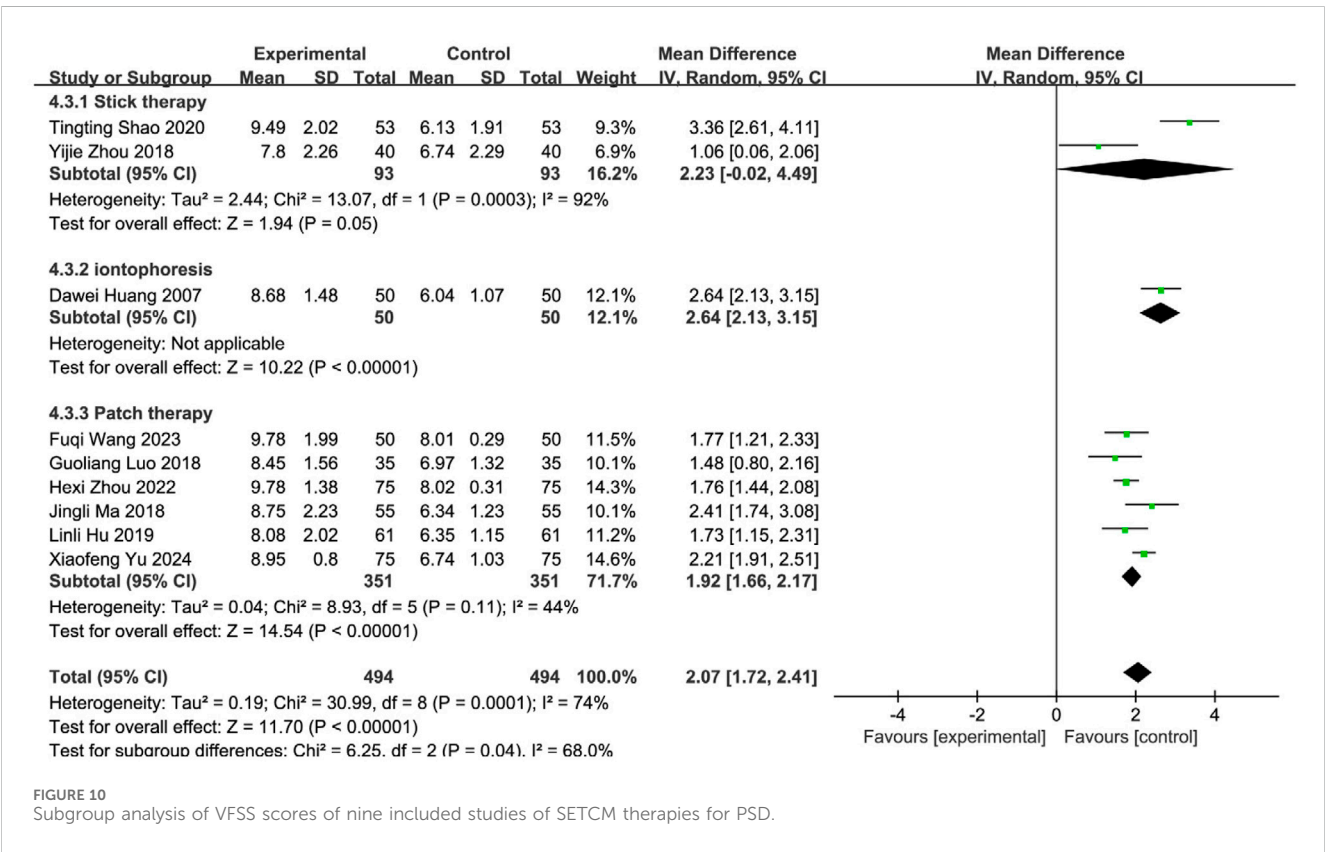 Experimental Control Mean Difference Mean Difference
Study or Subgroup Mean SD Total Mean SD Total Weight IV, Random, 95% CI IV, Random, 95% CI
4.3.1 Stick therapy
Tingting Shao 2020 9.49 2.02 53 6.13 1.91 53 9.3% 3.36 [2.61, 4.11]
Yijie Zhou 2018 7.8 2.26 40 6.74 2.29 40 6.9% 1.06 [0.06, 2.06]
Subtotal (95% CI) 93 93 16.2% 2.23 [-0.02, 4.49]
Heterogeneity: Tau² = 2.44; Chi² = 13.07, df = 1 (P = 0.0003); I² = 92%
Test for overall effect: Z = 1.94 (P = 0.05)
4.3.2 iontophoresis
Dawei Huang 2007 8.68 1.48 50 6.04 1.07 50 12.1% 2.64 [2.13, 3.15]
Subtotal (95% CI) 50 50 12.1% 2.64 [2.13, 3.15]
Heterogeneity: Not applicable
Test for overall effect: Z = 10.22 (P < 0.00001)
4.3.3 Patch therapy
Fuqi Wang 2023 9.78 1.99 50 8.01 0.29 50 11.5% 1.77 [1.21, 2.33]
Guoliang Luo 2018 8.45 1.56 35 6.97 1.32 35 10.1% 1.48 [0.80, 2.16]
Hexi Zhou 2022 9.78 1.38 75 8.02 0.31 75 14.3% 1.76 [1.44, 2.08]
Jingli Ma 2018 8.75 2.23 55 6.34 1.23 55 10.1% 2.41 [1.74, 3.08]
Linli Hu 2019 8.08 2.02 61 6.35 1.15 61 11.2% 1.73 [1.15, 2.31]
Xiaofeng Yu 2024 8.95 0.8 75 6.74 1.03 75 14.6% 2.21 [1.91, 2.51]
Subtotal (95% CI) 351 351 71.7% 1.92 [1.66, 2.17]
Heterogeneity: Tau² = 0.04; Chi² = 8.93, df = 5 (P = 0.11); I² = 44%
Test for overall effect: Z = 14.54 (P < 0.00001)
Total (95% CI) 494 494 100.0% 2.07 [1.72, 2.41]
Heterogeneity: Tau² = 0.19; Chi² = 30.99, df = 8 (P = 0.0001); I² = 74%
Test for overall effect: Z = 11.70 (P < 0.00001)
Test for subgroup differences: Chi² = 6.25, df = 2 (P = 0.04), I² = 68.0%
-4 -2 0 2 4
Favours [experimental] Favours [control]
FIGURE 10
Subgroup analysis of VFSS scores of nine included studies of SETCM therapies for PSD.